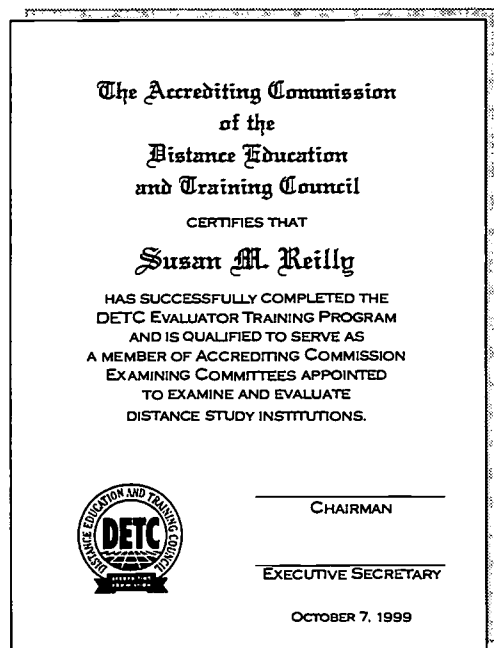 The Accrediting Commission
of the
Distance Education
and Training Council
CERTIFIES THAT
Susan M. Reilly
HAS SUCCESSFULLY COMPLETED THE
DETC EVALUATOR TRAINING PROGRAM
AND IS QUALIFIED TO SERVE AS
A MEMBER OF ACCREDITING COMMISSION
EXAMINING COMMITTEES APPOINTED
TO EXAMINE AND EVALUATE
DISTANCE STUDY INSTITUTIONS.
DISTANCE EDUCATION AND TRAINING COUNCIL
DETC
CHAIRMAN
EXECUTIVE SECRETARY
OCTOBER 7, 1999